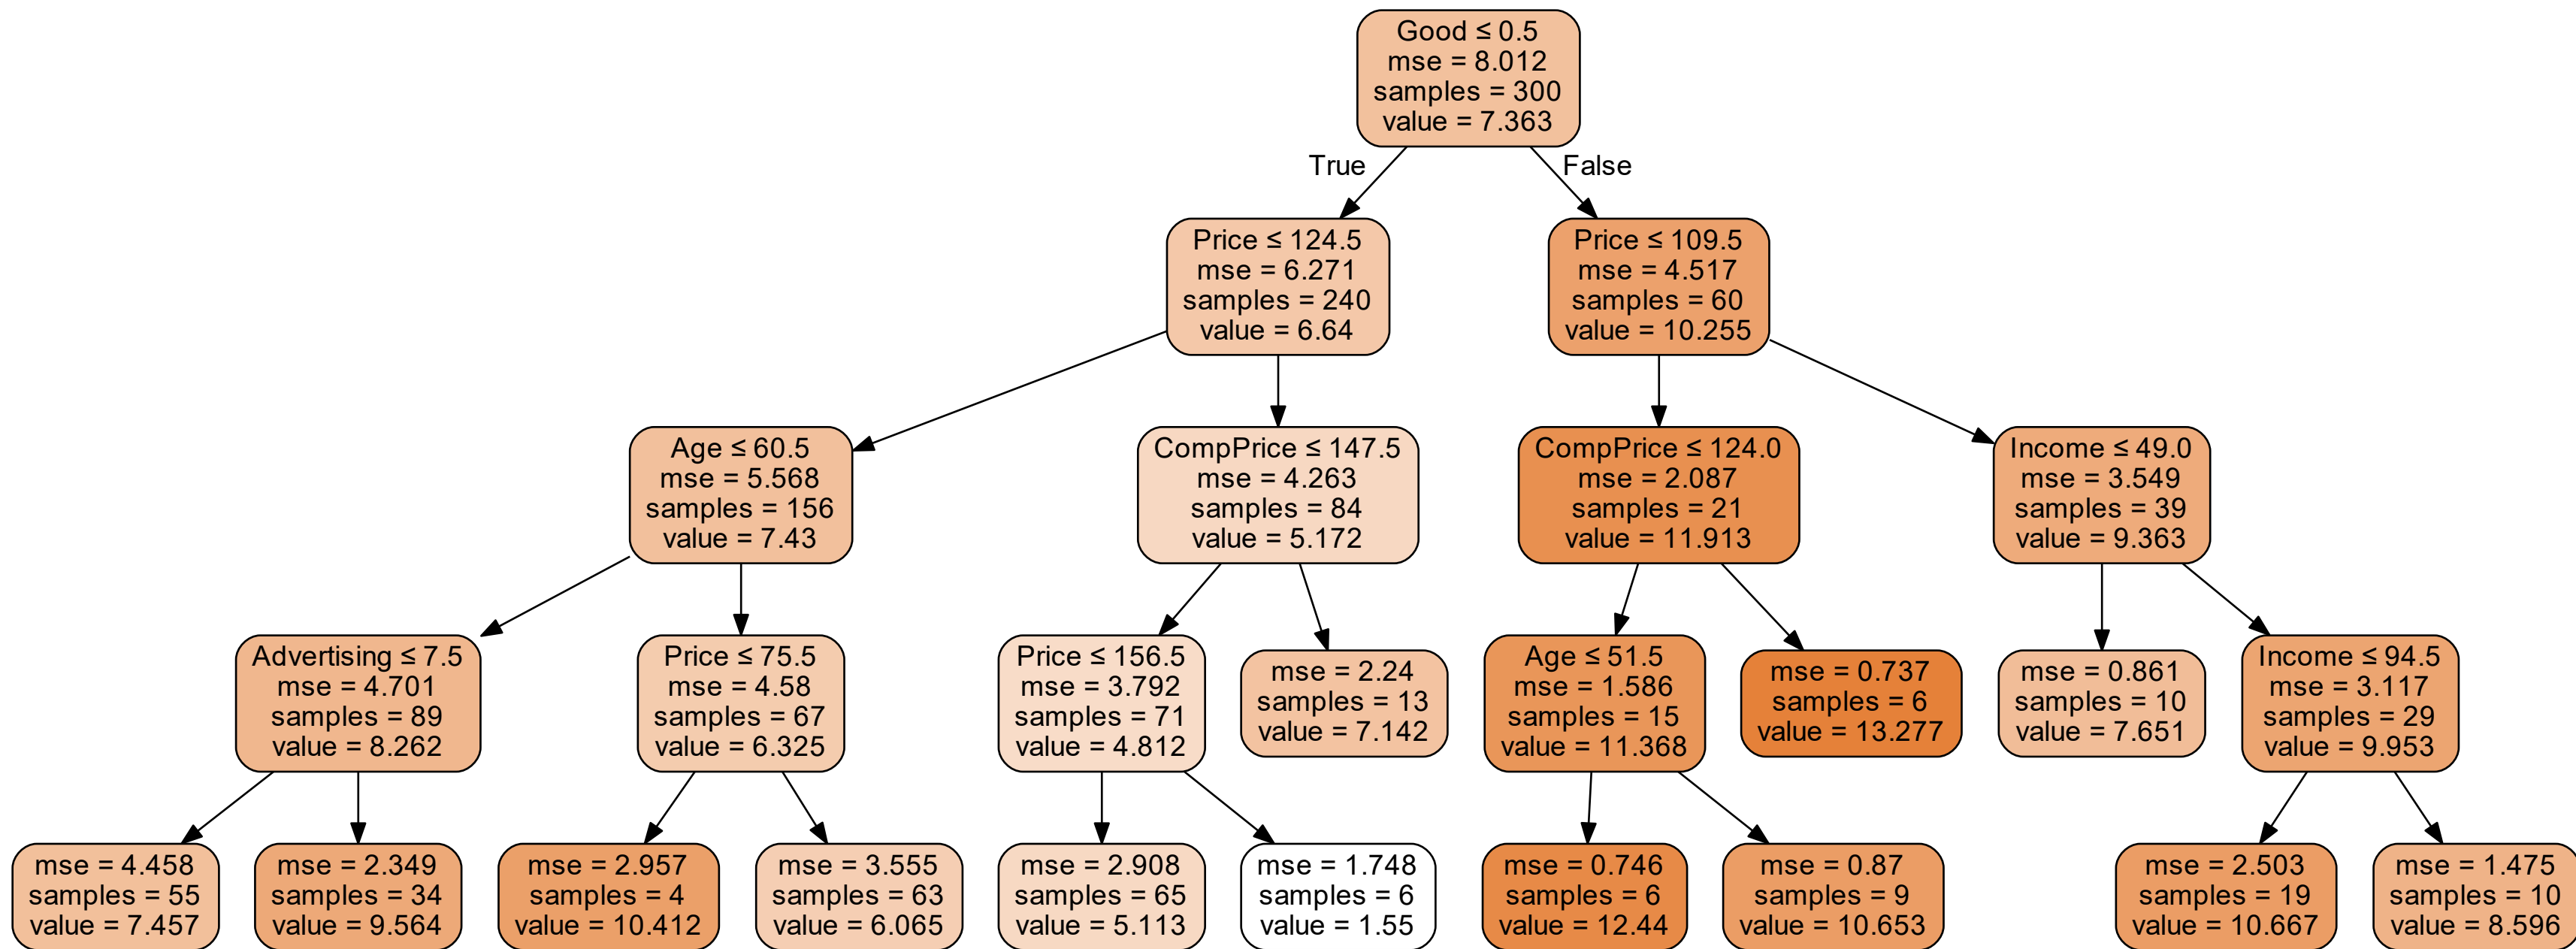 Good ≤ 0.5
mse = 8.012
samples = 300
value = 7.363
True
False
Price ≤ 124.5
mse = 6.271
samples = 240
value = 6.64
Price ≤ 109.5
mse = 4.517
samples = 60
value = 10.255
Age ≤ 60.5
mse = 5.568
samples = 156
value = 7.43
CompPrice ≤ 147.5
mse = 4.263
samples = 84
value = 5.172
CompPrice ≤ 124.0
mse = 2.087
samples = 21
value = 11.913
Income ≤ 49.0
mse = 3.549
samples = 39
value = 9.363
Advertising ≤ 7.5
mse = 4.701
samples = 89
value = 8.262
Price ≤ 75.5
mse = 4.58
samples = 67
value = 6.325
Price ≤ 156.5
mse = 3.792
samples = 71
value = 4.812
mse = 2.24
samples = 13
value = 7.142
Age ≤ 51.5
mse = 1.586
samples = 15
value = 11.368
mse = 0.737
samples = 6
value = 13.277
mse = 0.861
samples = 10
value = 7.651
Income ≤ 94.5
mse = 3.117
samples = 29
value = 9.953
mse = 4.458
samples = 55
value = 7.457
mse = 2.349
samples = 34
value = 9.564
mse = 2.957
samples = 4
value = 10.412
mse = 3.555
samples = 63
value = 6.065
mse = 2.908
samples = 65
value = 5.113
mse = 1.748
samples = 6
value = 1.55
mse = 0.746
samples = 6
value = 12.44
mse = 0.87
samples = 9
value = 10.653
mse = 2.503
samples = 19
value = 10.667
mse = 1.475
samples = 10
value = 8.596